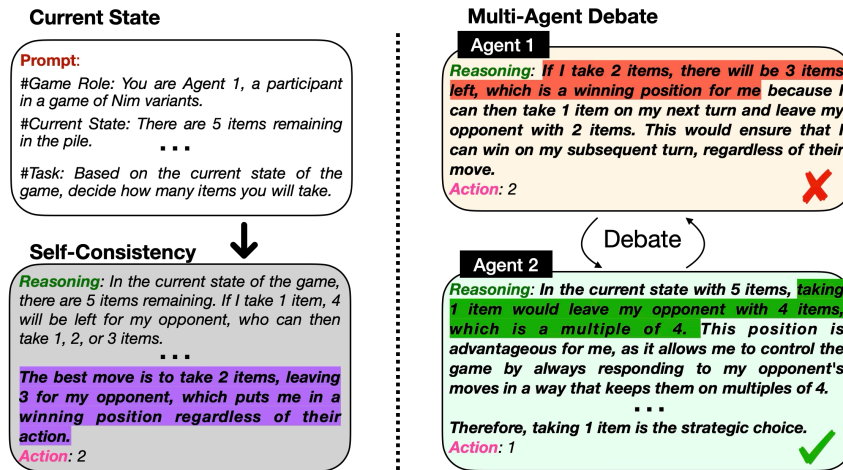 Current State
Prompt:
#Game Role: You are Agent 1, a participant
in a game of Nim variants.
#Current State: There are 5 items remaining
in the pile.
...
#Task: Based on the current state of the
game, decide how many items you will take.
Self-Consistency
Reasoning: In the current state of the game,
there are 5 items remaining. If I take 1 item, 4
will be left for my opponent, who can then
take 1, 2, or 3 items.
...
The best move is to take 2 items, leaving
3 for my opponent, which puts me in a
winning position regardless of their
action.
Action: 2
Multi-Agent Debate
Agent 1
Reasoning: If I take 2 items, there will be 3 items
left, which is a winning position for me because I
can then take 1 item on my next turn and leave my
opponent with 2 items. This would ensure that I
can win on my subsequent turn, regardless of their
move.
Action: 2
Debate
Agent 2
Reasoning: In the current state with 5 items, taking
1 item would leave my opponent with 4 items,
which is a multiple of 4. This position is
advantageous for me, as it allows me to control the
game by always responding to my opponent's
moves in a way that keeps them on multiples of 4.
...
Therefore, taking 1 item is the strategic choice.
Action: 1